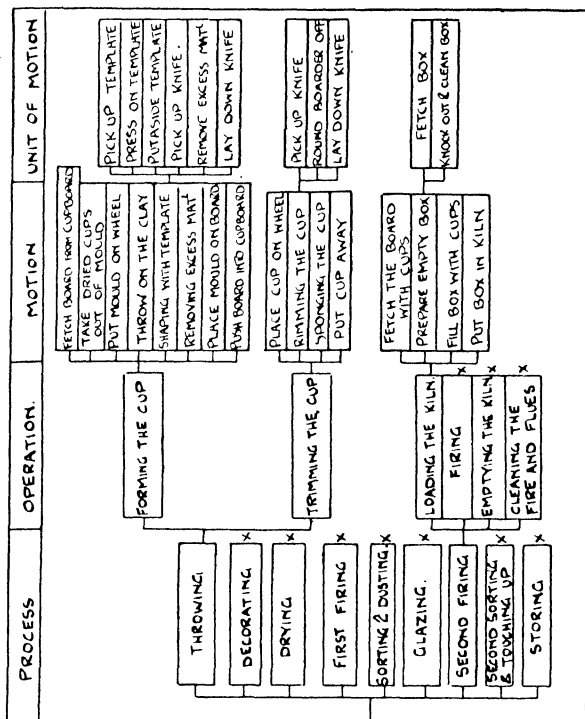 PROCESS
OPERATION.
MOTION
UNIT OF MOTION
THROWING.
DECORATING. x
DRYING x
FIRST FIRING x
SORTING & DUSTING. x
GLAZING. x
SECOND FIRING x
SECOND SORTING x
& TOUCHING UP
STORING x
FORMING THE CUP
TRIMMING THE CUP
LOADING THE KILN.
FIRING x
EMPTYING THE KILN x
CLEANING THE x
FIRE AND FLUES
FETCH BOARD FROM CUPBOARD
TAKE DRIED CUPS
OUT OF MOULD
PUT MOULD ON WHEEL
THROW ON THE CLAY
SHAPING WITH TEMPLATE
REMOVING EXCESS MATL
PLACE MOULD ON BOARD
PUSH BOARD INTO CUPBOARD
PLACE CUP ON WHEEL
RIMMING THE CUP
SPONGING THE CUP
PUT CUP AWAY
FETCH THE BOARD
WITH CUPS
PREPARE EMPTY BOX
FILL BOX WITH CUPS
PUT BOX IN KILN
PICK UP TEMPLATE
PRESS ON TEMPLATE
PUTASIDE TEMPLATE
PICK UP KNIFE.
REMOVE EXCESS MATL
LAY DOWN KNIFE
PICK UP KNIFE
ROUND BOARDER OFF
LAY DOWN KNIFE
FETCH BOX
KNOCK OUT & CLEAN BOX